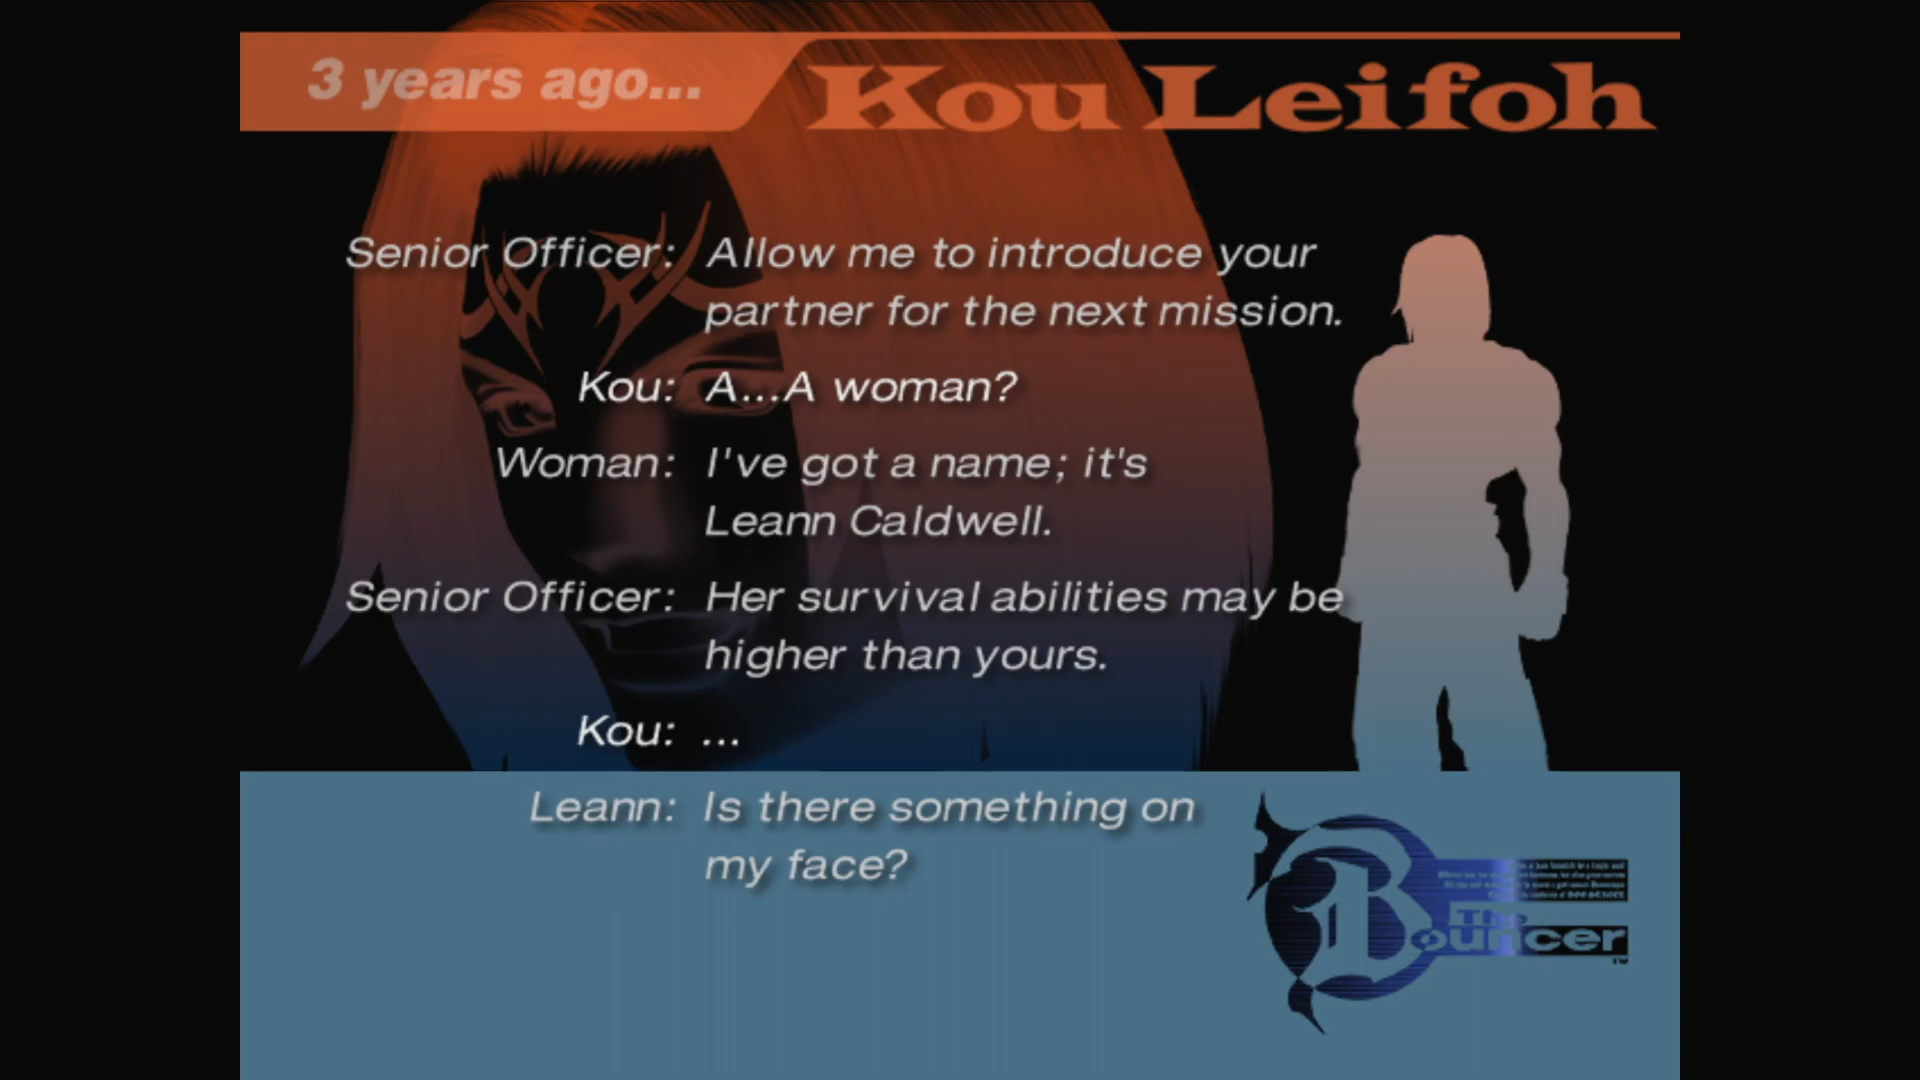 3 years ago...
Kou Leifoh
Senior Officer: Allow me to introduce your
partner for the next mission.
Kou: A...A woman?
Woman: I've got a name; it's
Leann Caldwell.
Senior Officer: Her survival abilities may be
higher than yours.
Kou: ...
Leann: Is there something on
my face?
The
Bouncer
TM